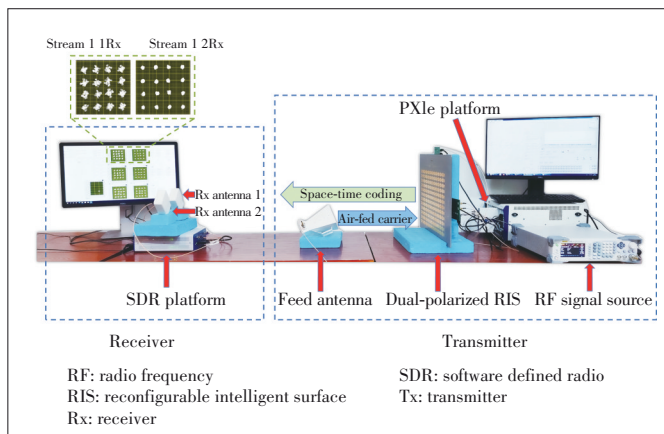 Stream 1 1Rx
Stream 1 2Rx
PXIe platform
Rx antenna 1
Rx antenna 2
Space-time coding
Air-fed carrier
SDR platform
Feed antenna
Dual-polarized RIS
RF signal source
Receiver
Transmitter
RF: radio frequency
RIS: reconfigurable intelligent surface
Rx: receiver
SDR: software defined radio
Tx: transmitter